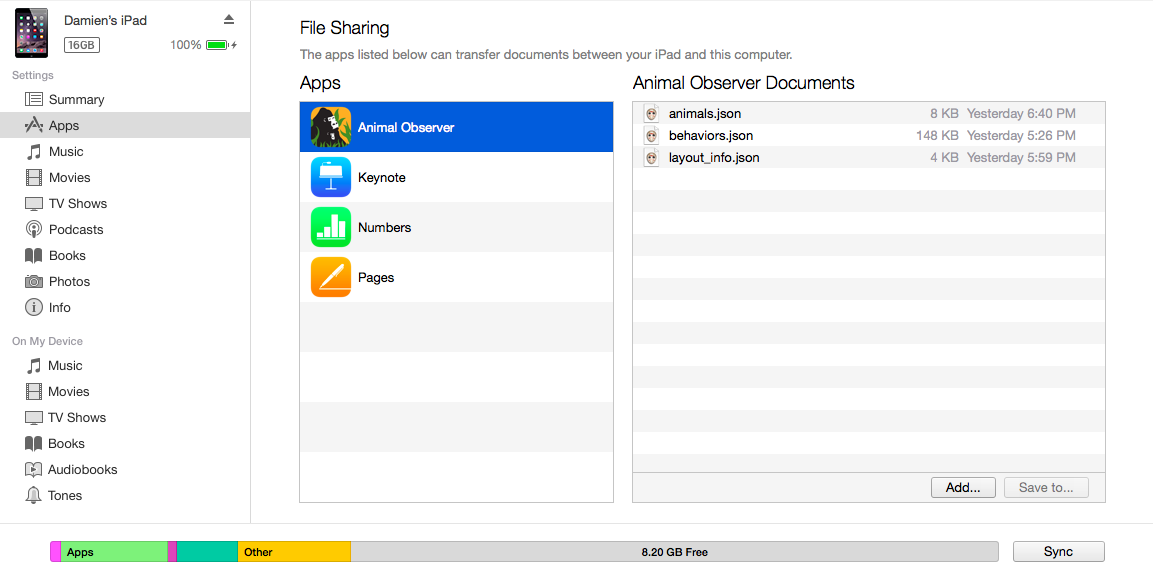 Damien's iPad
16GB
100%
Settings
Summary
Apps
Music
Movies
TV Shows
Podcasts
Books
Photos
Info
On My Device
Music
Movies
TV Shows
Books
Audiobooks
Tones
File Sharing
The apps listed below can transfer documents between your iPad and this computer.
Apps
Animal Observer
Keynote
Numbers
Pages
Animal Observer Documents
animals.json 8 KB Yesterday 6:40 PM
behaviors.json 148 KB Yesterday 5:26 PM
layout_info.json 4 KB Yesterday 5:59 PM
Add... Save to...
Apps Other 8.20 GB Free Sync